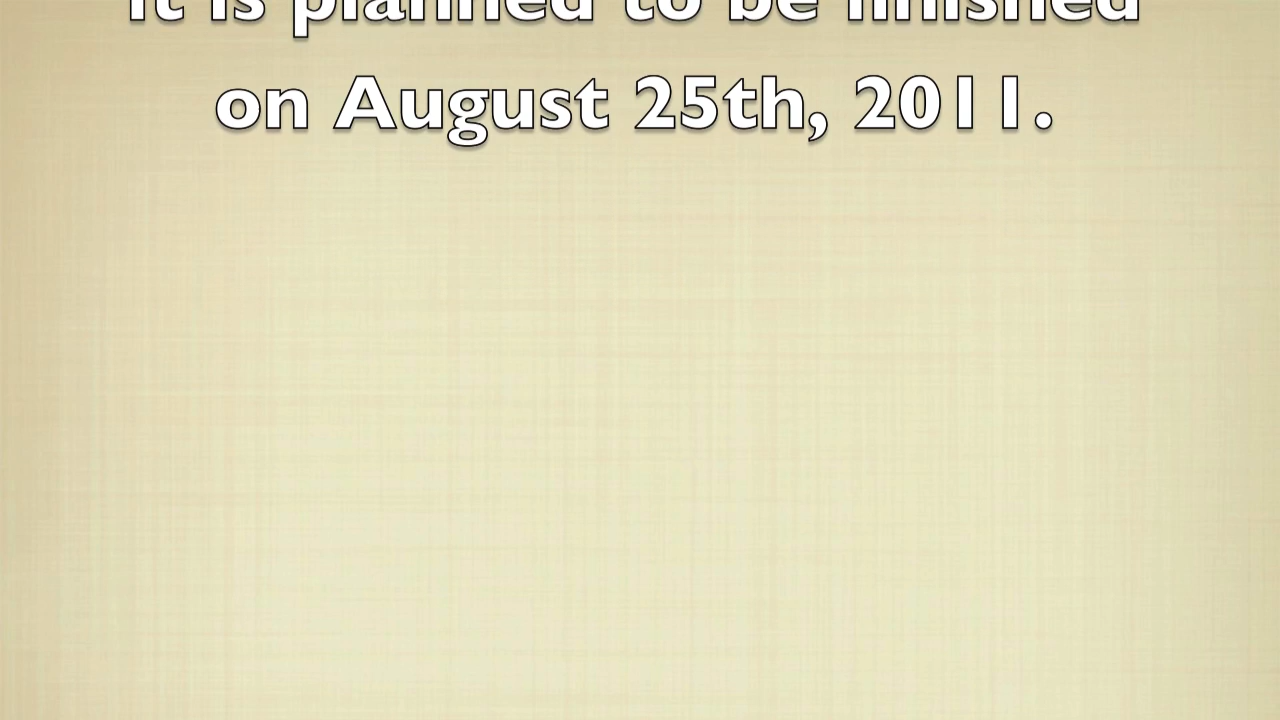 It is planned to be finished
on August 25th, 2011.